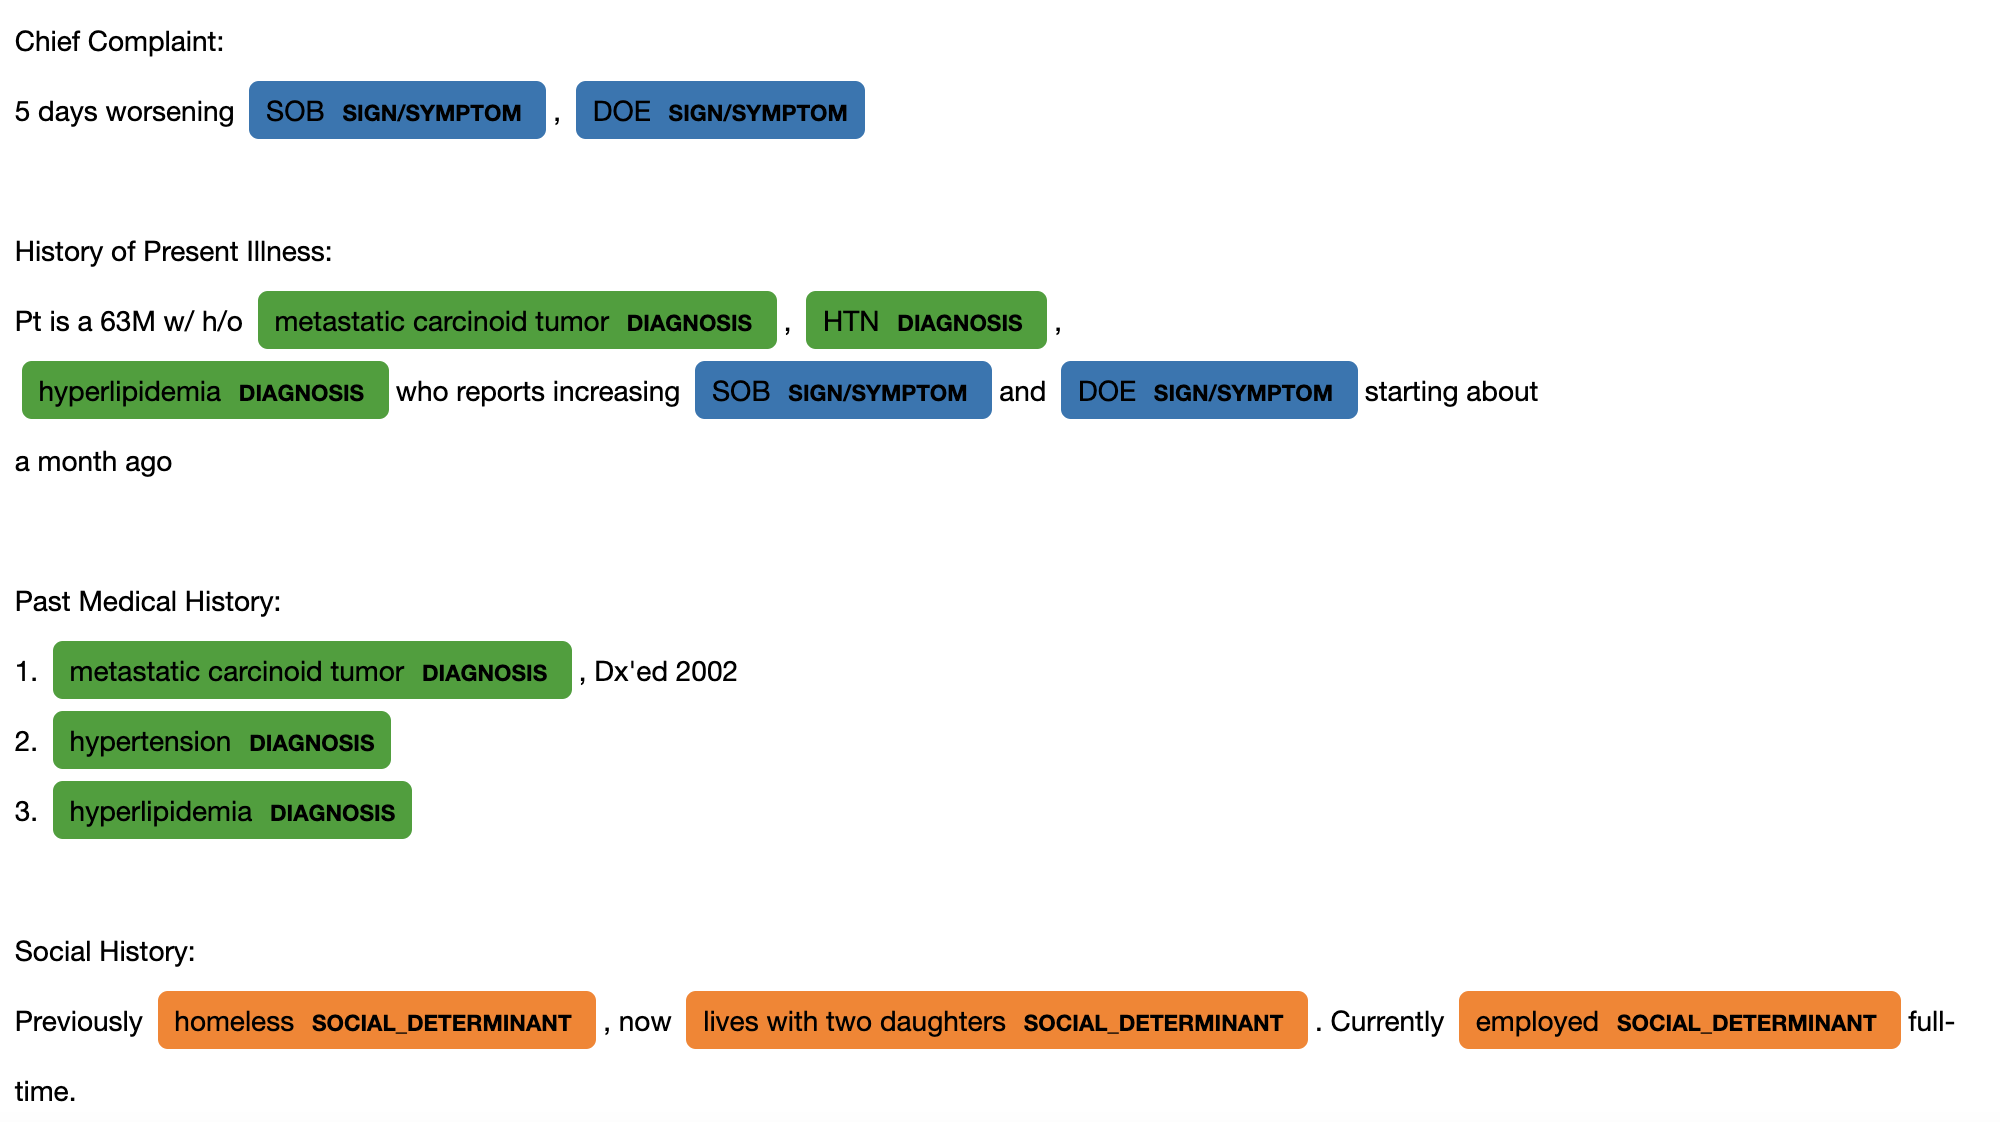 Chief Complaint:
5 days worsening SOB SIGN/SYMPTOM , DOE SIGN/SYMPTOM
History of Present Illness:
Pt is a 63M w/ h/o metastatic carcinoid tumor DIAGNOSIS , HTN DIAGNOSIS ,
hyperlipidemia DIAGNOSIS who reports increasing SOB SIGN/SYMPTOM and DOE SIGN/SYMPTOM starting about
a month ago
Past Medical History:
1. metastatic carcinoid tumor DIAGNOSIS , Dx'ed 2002
2. hypertension DIAGNOSIS
3. hyperlipidemia DIAGNOSIS
Social History:
Previously homeless SOCIAL_DETERMINANT , now lives with two daughters SOCIAL_DETERMINANT . Currently employed SOCIAL_DETERMINANT full-
time.